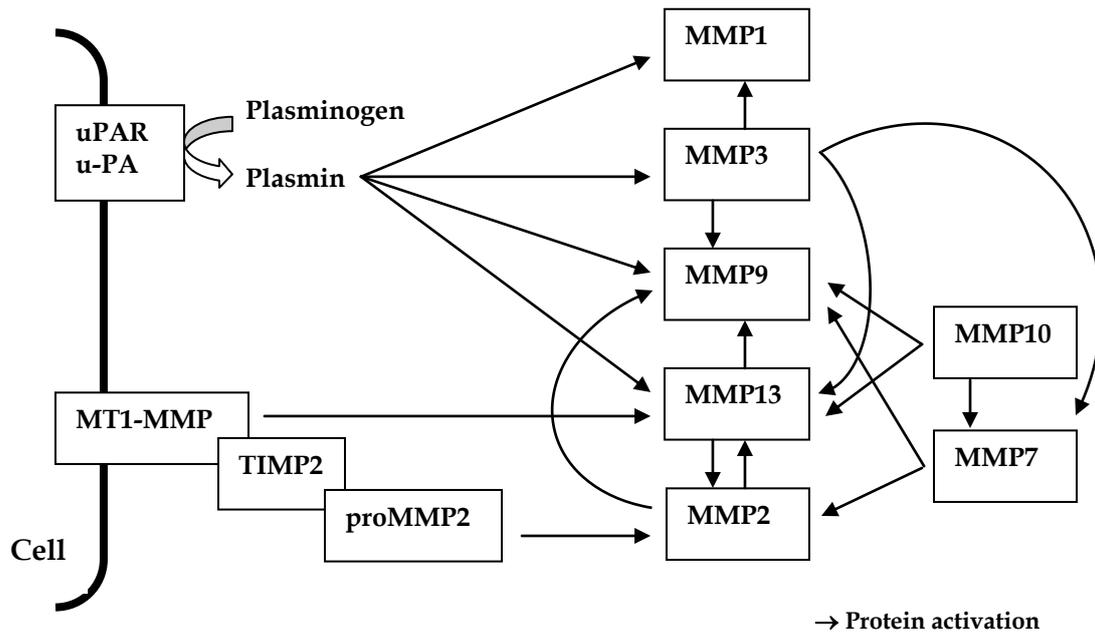 MMP1
uPAR
u-PA
Plasminogen
Plasmin
MMP3
MMP9
MMP10
MT1-MMP
MMP13
TIMP2
MMP7
proMMP2
MMP2
Cell
→ Protein activation